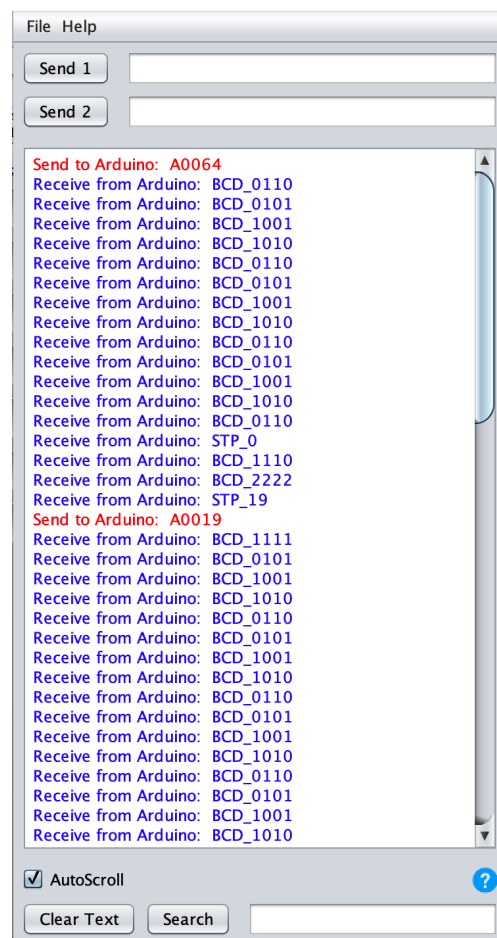 File Help
Send 1
Send 2
Send to Arduino: A0064
Receive from Arduino: BCD_0110
Receive from Arduino: BCD_0101
Receive from Arduino: BCD_1001
Receive from Arduino: BCD_1010
Receive from Arduino: BCD_0110
Receive from Arduino: BCD_0101
Receive from Arduino: BCD_1001
Receive from Arduino: BCD_1010
Receive from Arduino: BCD_0110
Receive from Arduino: BCD_0101
Receive from Arduino: BCD_1001
Receive from Arduino: BCD_1010
Receive from Arduino: BCD_0110
Receive from Arduino: STP_0
Receive from Arduino: BCD_1110
Receive from Arduino: BCD_2222
Receive from Arduino: STP_19
Send to Arduino: A0019
Receive from Arduino: BCD_1111
Receive from Arduino: BCD_0101
Receive from Arduino: BCD_1001
Receive from Arduino: BCD_1010
Receive from Arduino: BCD_0110
Receive from Arduino: BCD_0101
Receive from Arduino: BCD_1001
Receive from Arduino: BCD_1010
Receive from Arduino: BCD_0110
Receive from Arduino: BCD_0101
Receive from Arduino: BCD_1001
Receive from Arduino: BCD_1010
Receive from Arduino: BCD_0110
Receive from Arduino: BCD_0101
Receive from Arduino: BCD_1001
Receive from Arduino: BCD_1010
AutoScroll ?
Clear Text Search